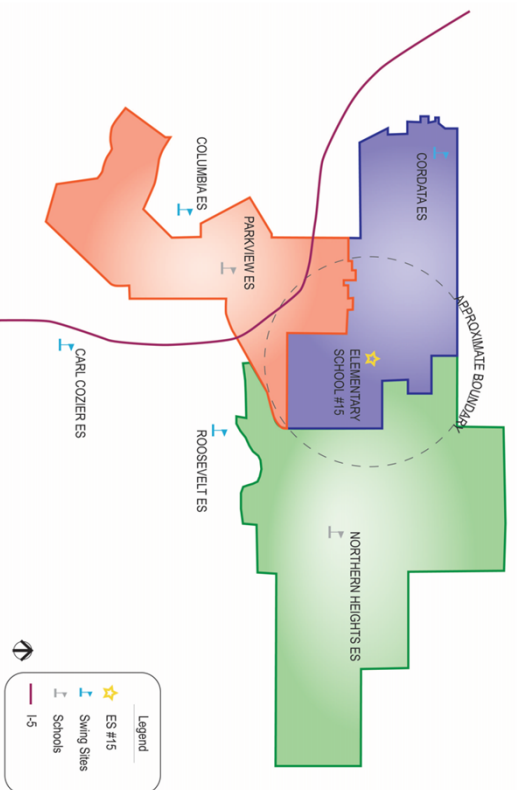 COLUMBIA ES
CORDATA ES
PARKVIEW ES
APPROXIMATE BOUNDARY
ELEMENTARY
SCHOOL #15
CARL COZIER ES
ROOSEVELT ES
NORTHERN HEIGHTS ES
Legend
ES #15
Swing Sites
Schools
I-5